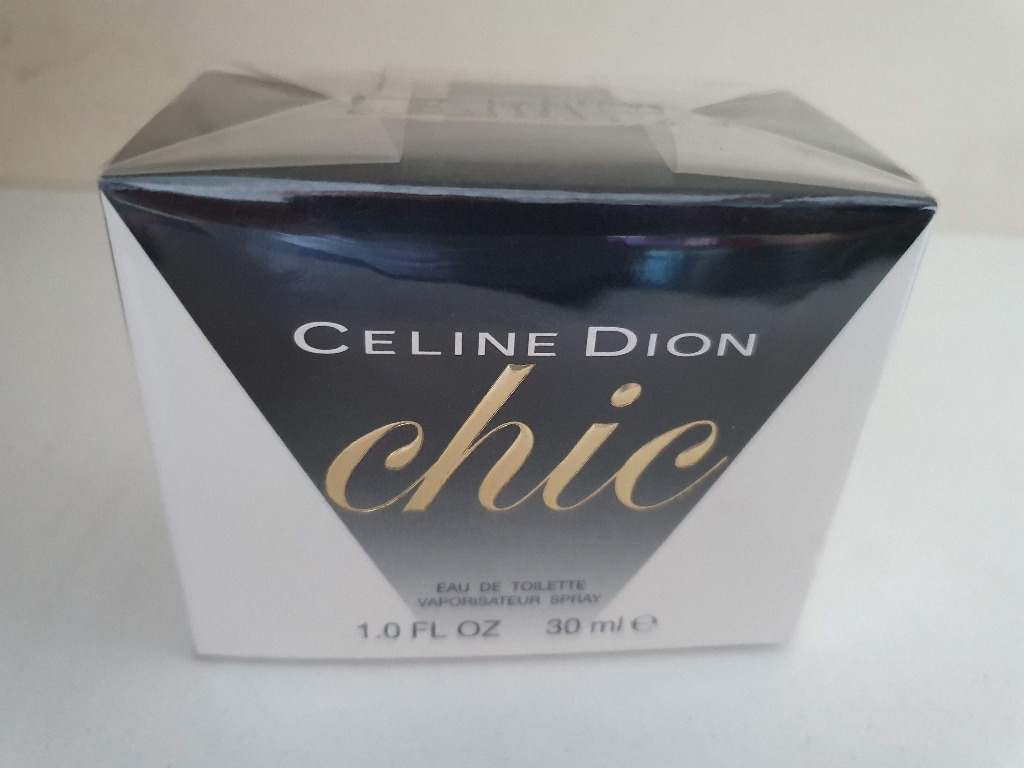 CELINE DION
chic
EAU DE TOILETTE
VAPORISATEUR SPRAY
1.0 FL OZ 30 ml ℮